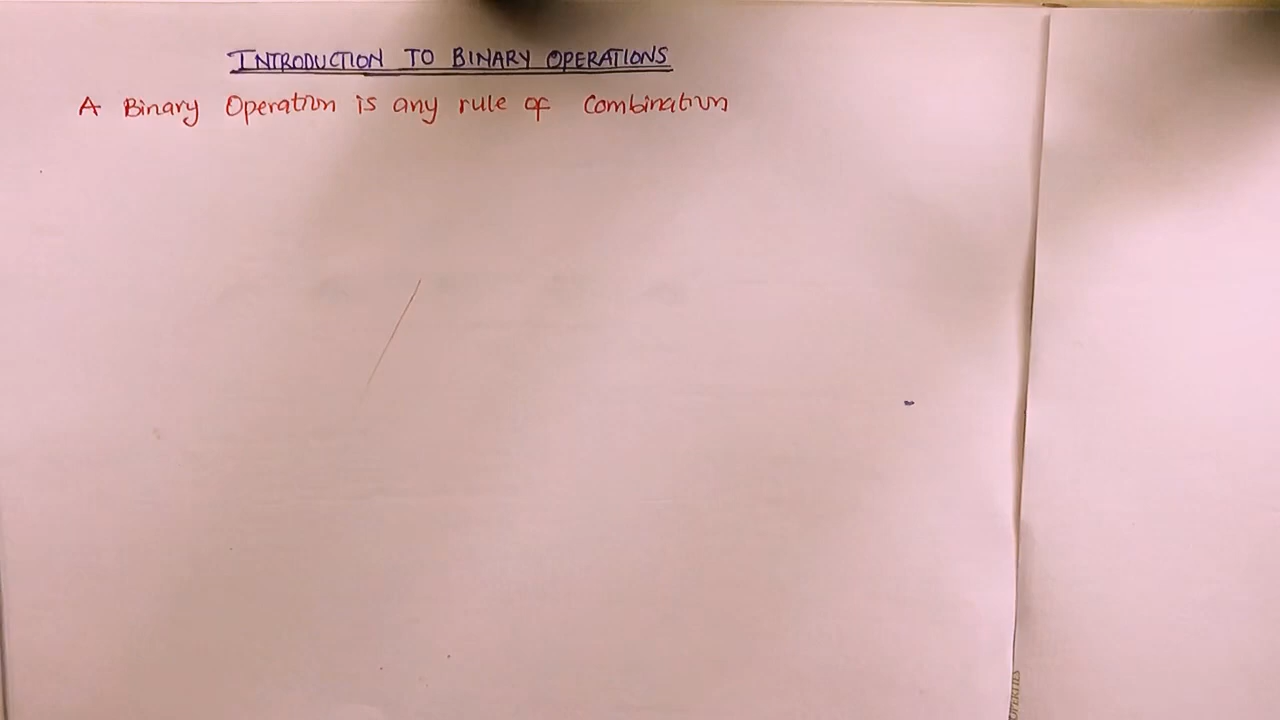 INTRODUCTION TO BINARY OPERATIONS
A Binary Operation is any rule of Combination